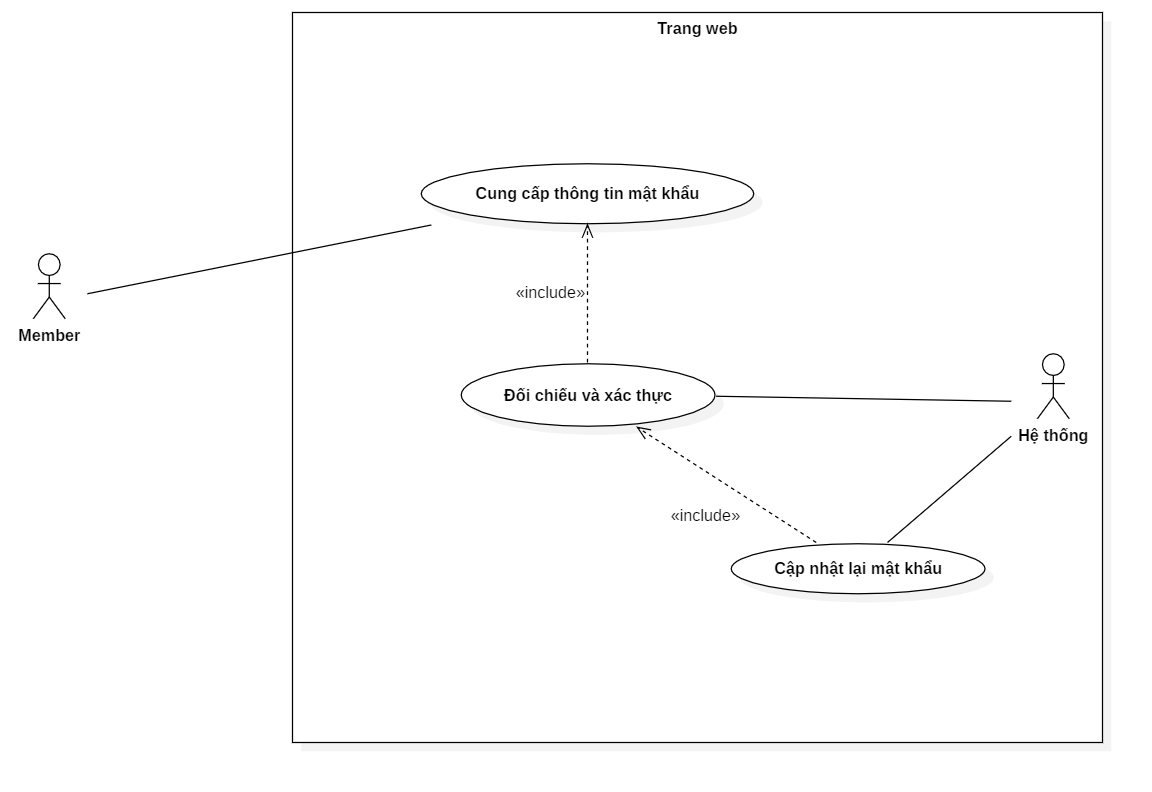 Trang web
Cung cấp thông tin mật khẩu
«include»
Member
Đối chiếu và xác thực
Hệ thống
«include»
Cập nhật lại mật khẩu